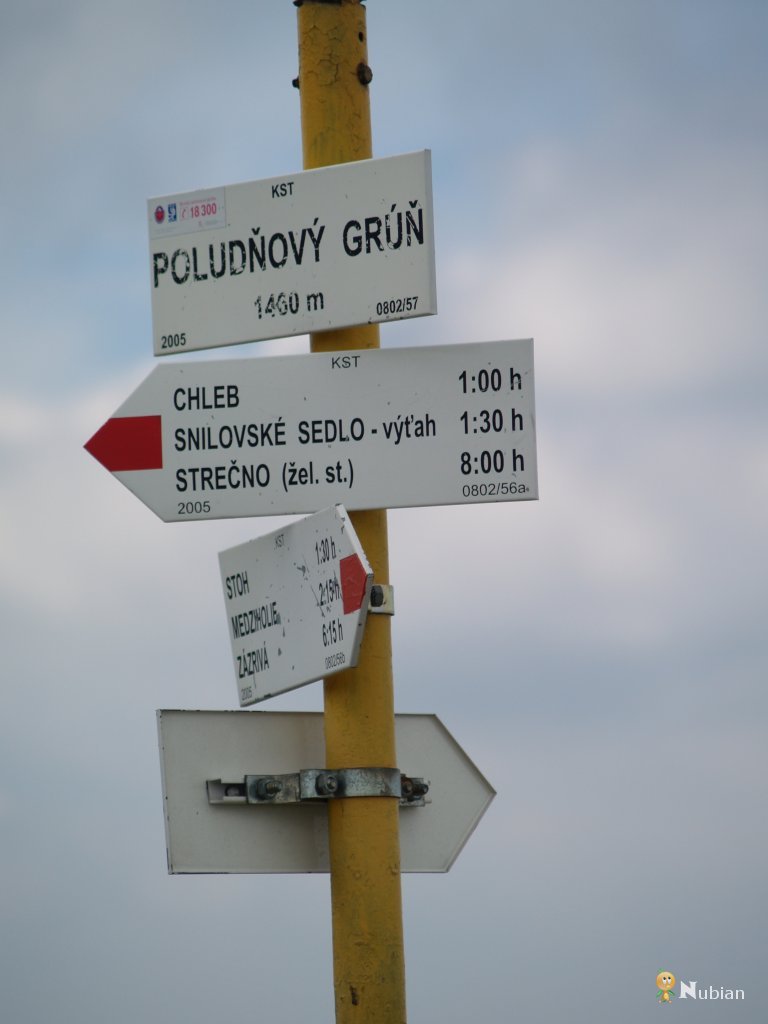 KST
18 300
POLUDŇOVÝ GRÚŇ
1460 m
0802/57
2005
KST
CHLEB 1:00 h
SNILOVSKÉ SEDLO - výťah 1:30 h
STREČNO (žel. st.) 8:00 h
2005 0802/56a
KST
STOH 1:30 h
MEDZIHOLIE 2:15 h
ZÁZRIVÁ 6:15 h
2005 0802/56b
Nubian